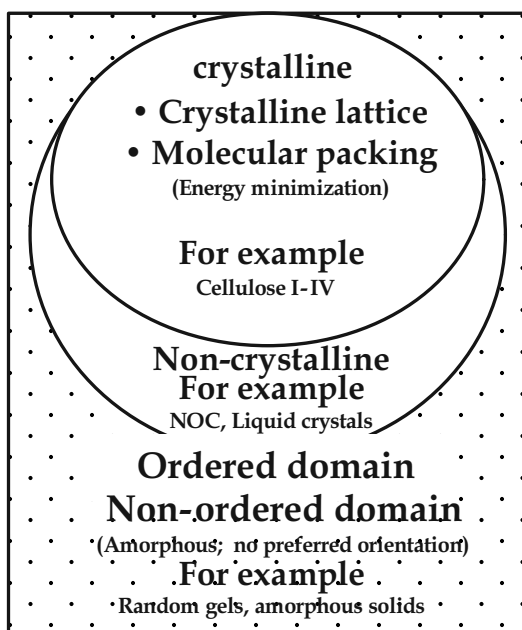 crystalline
• Crystalline lattice
• Molecular packing
(Energy minimization)
For example
Cellulose I-IV
Non-crystalline
For example
NOC, Liquid crystals
Ordered domain
Non-ordered domain
(Amorphous; no preferred orientation)
For example
Random gels, amorphous solids